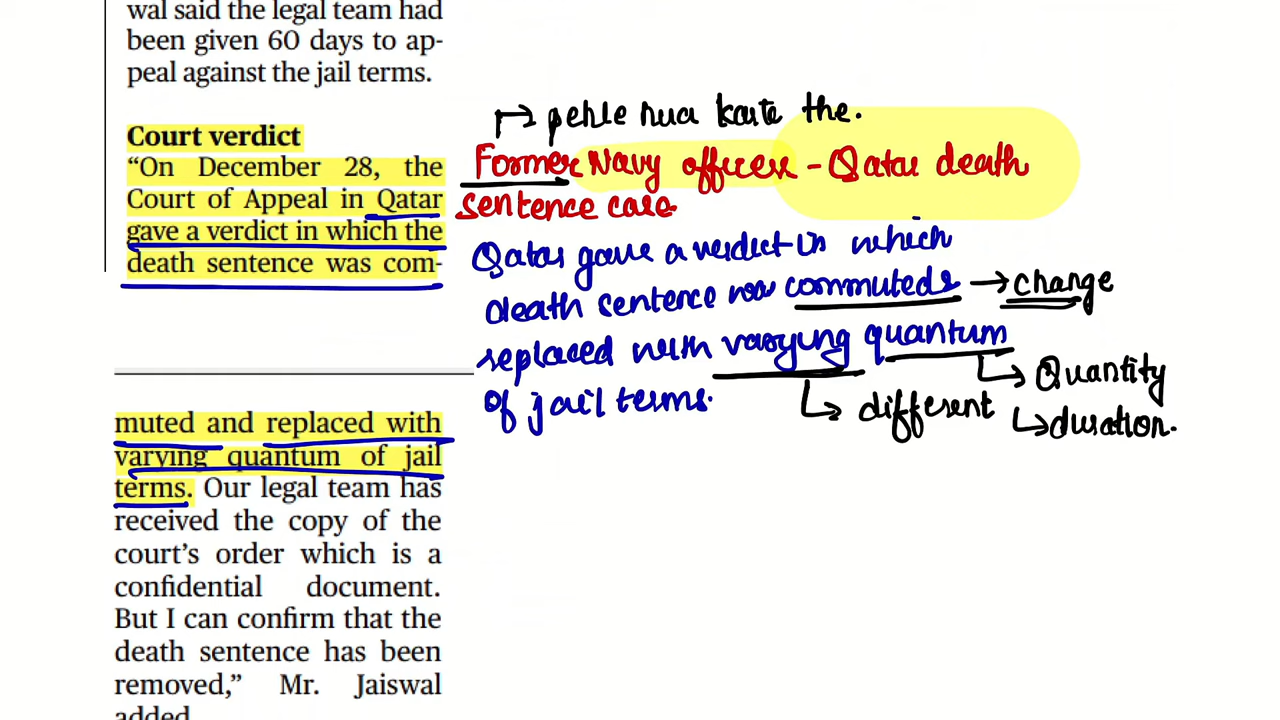 wal said the legal team had
been given 60 days to ap-
peal against the jail terms.
Court verdict
“On December 28, the
Court of Appeal in Qatar
gave a verdict in which the
death sentence was com-
muted and replaced with
varying quantum of jail
terms. Our legal team has
received the copy of the
court’s order which is a
confidential document.
But I can confirm that the
death sentence has been
removed,” Mr. Jaiswal
added.
pehle hua karte the.
Former Navy officers - Qatar death
sentence case
Qatar gave a verdict in which
death sentence was commuteds → change
replaced with varying quantum
of jail terms.
different
Quantity
duration.